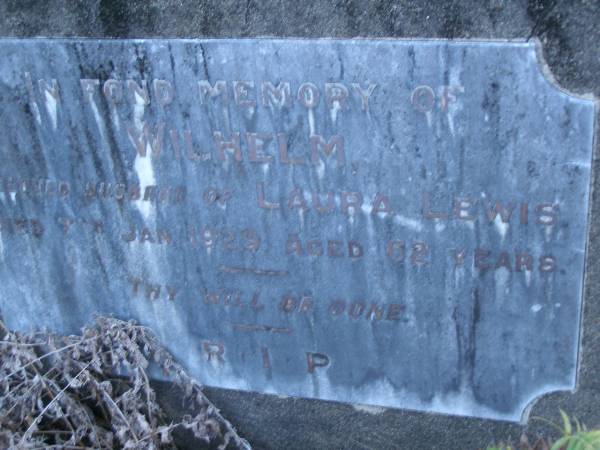 IN FOND MEMORY OF
WILHELM,
HUSBAND OF LAURA LEWIS
JAN. 1929. AGED 62 YEARS.
THY WILL BE DONE.
R I P